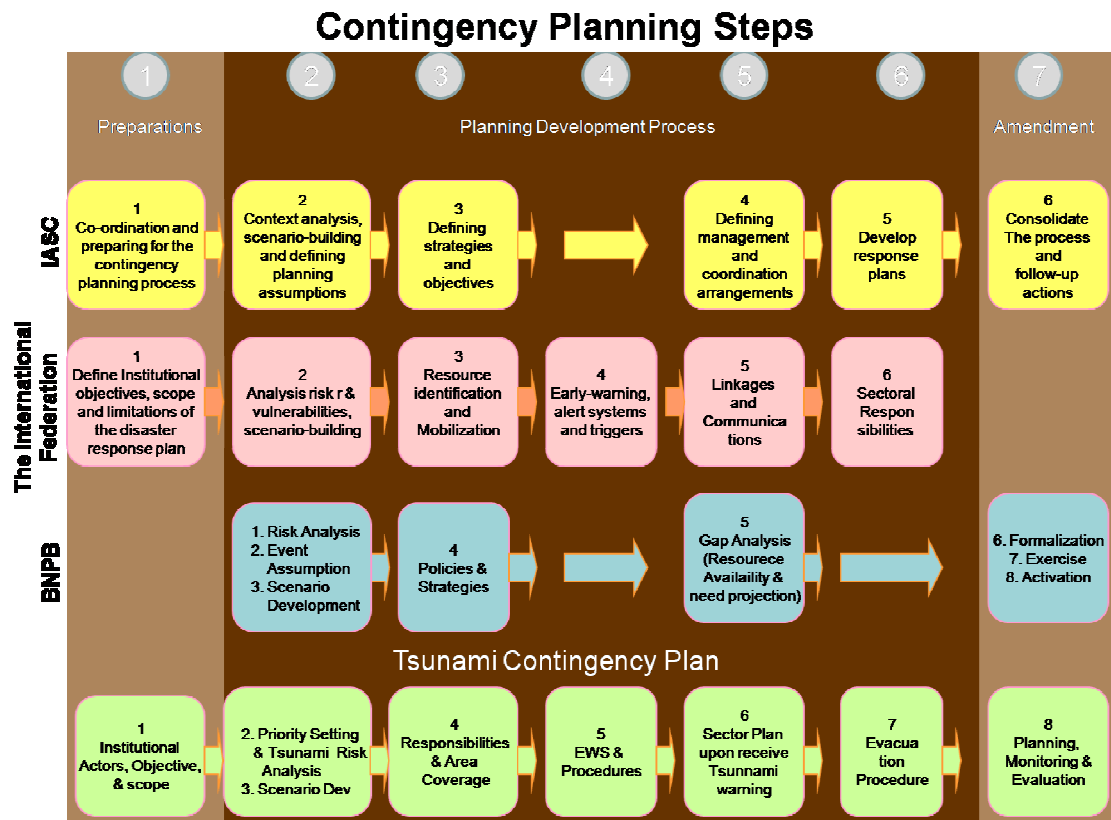 Contingency Planning Steps
1
2
3
4
5
6
7
Preparations
Planning Development Process
Amendment
IASC
1
Co-ordination and
preparing for the
contingency
planning process
2
Context analysis,
scenario-building
and defining
planning
assumptions
3
Defining
strategies
and
objectives
4
Defining
management
and
coordination
arrangements
5
Develop
response
plans
6
Consolidate
The process
and
follow-up
actions
The International
Federation
1
Define Institutional
objectives, scope
and limitations of
the disaster
response plan
2
Analysis risk r &
vulnerabilities,
scenario-building
3
Resource
identification
and
Mobilization
4
Early-warning,
alert systems
and triggers
5
Linkages
and
Communica
tions
6
Sectoral
Respon
sibilities
BNPB
1. Risk Analysis
2. Event
Assumption
3. Scenario
Development
4
Policies &
Strategies
5
Gap Analysis
(Resourece
Availaility &
need projection)
6. Formalization
7. Exercise
8. Activation
Tsunami Contingency Plan
1
Institutional
Actors, Objective,
& scope
2. Priority Setting
& Tsunami Risk
Analysis
3. Scenario Dev
4
Responsibilities
& Area
Coverage
5
EWS &
Procedures
6
Sector Plan
upon receive
Tsunnami
warning
7
Evacua
tion
Procedure
8
Planning,
Monitoring &
Evaluation